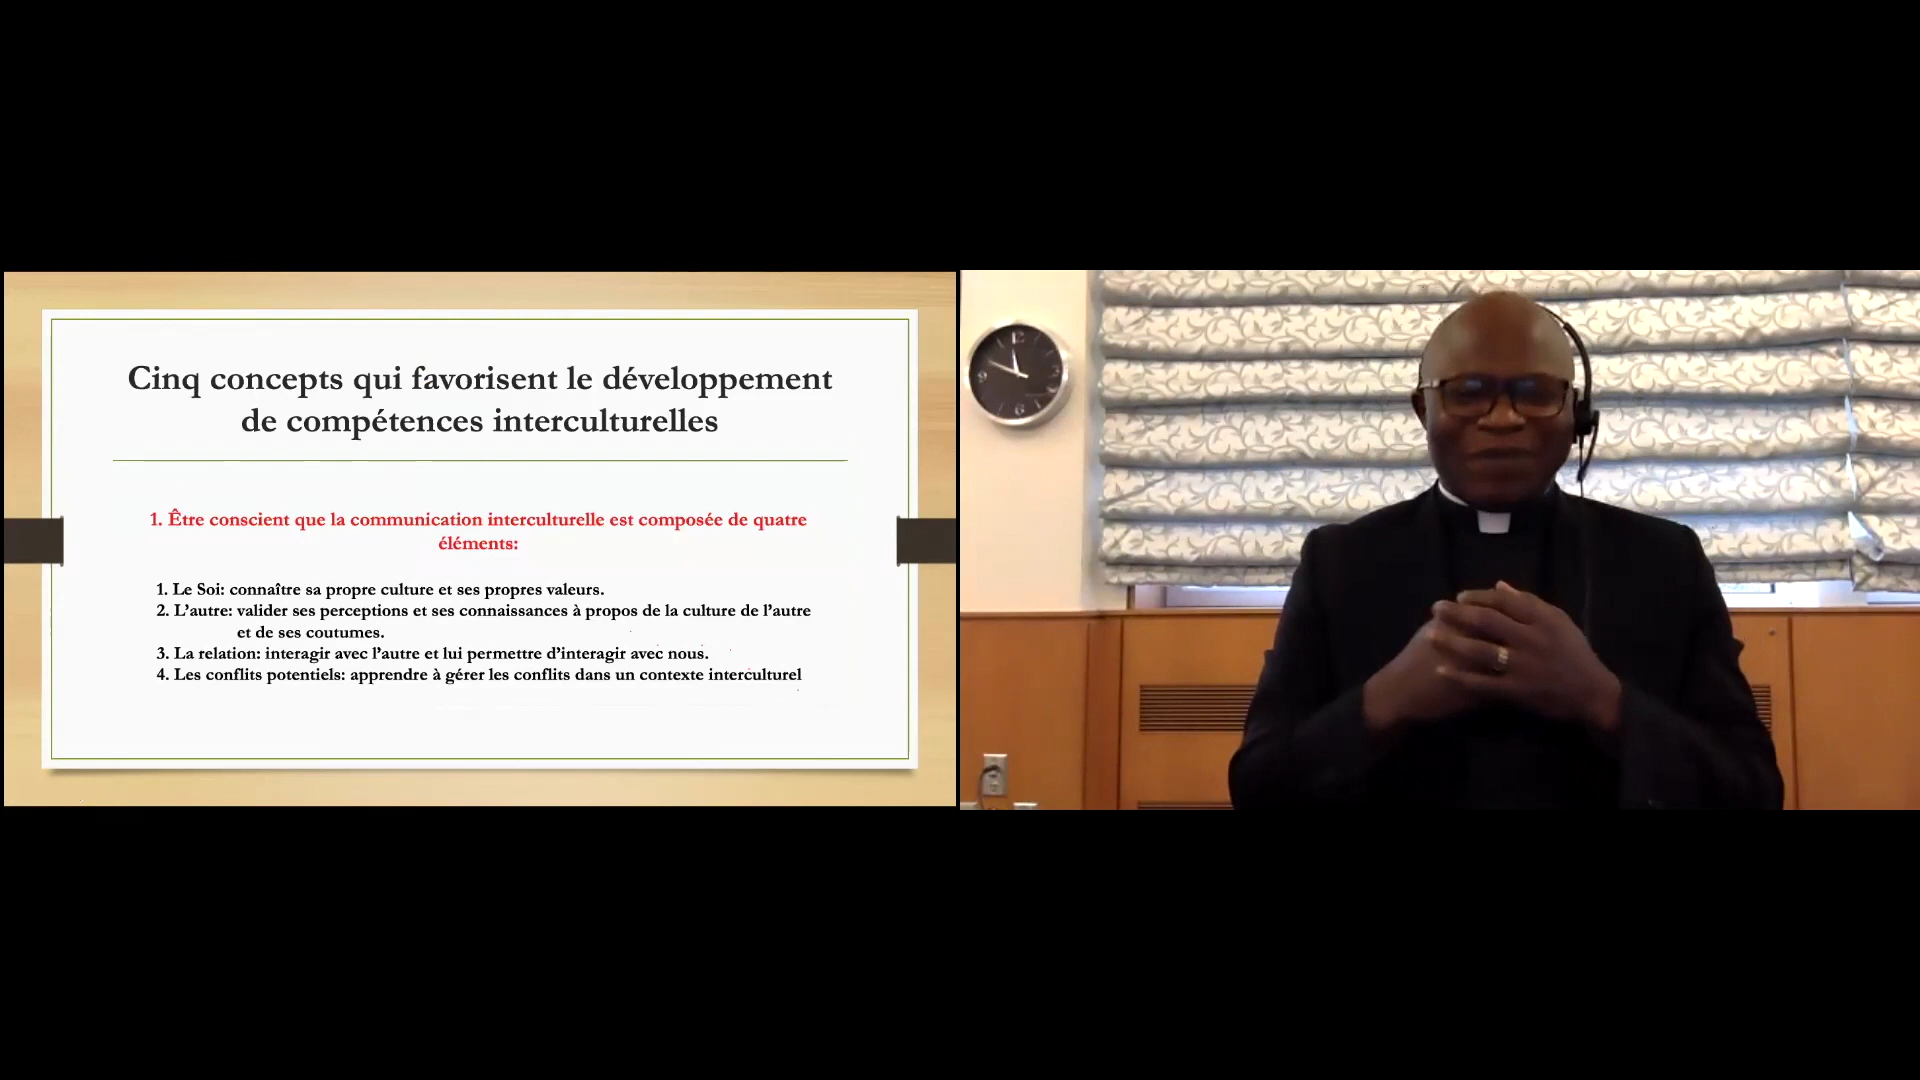 Cinq concepts qui favorisent le développement
de compétences interculturelles
1. Être conscient que la communication interculturelle est composée de quatre
éléments:
1. Le Soi: connaître sa propre culture et ses propres valeurs.
2. L’autre: valider ses perceptions et ses connaissances à propos de la culture de l’autre
et de ses coutumes.
3. La relation: interagir avec l’autre et lui permettre d’interagir avec nous.
4. Les conflits potentiels: apprendre à gérer les conflits dans un contexte interculturel
12
9
6